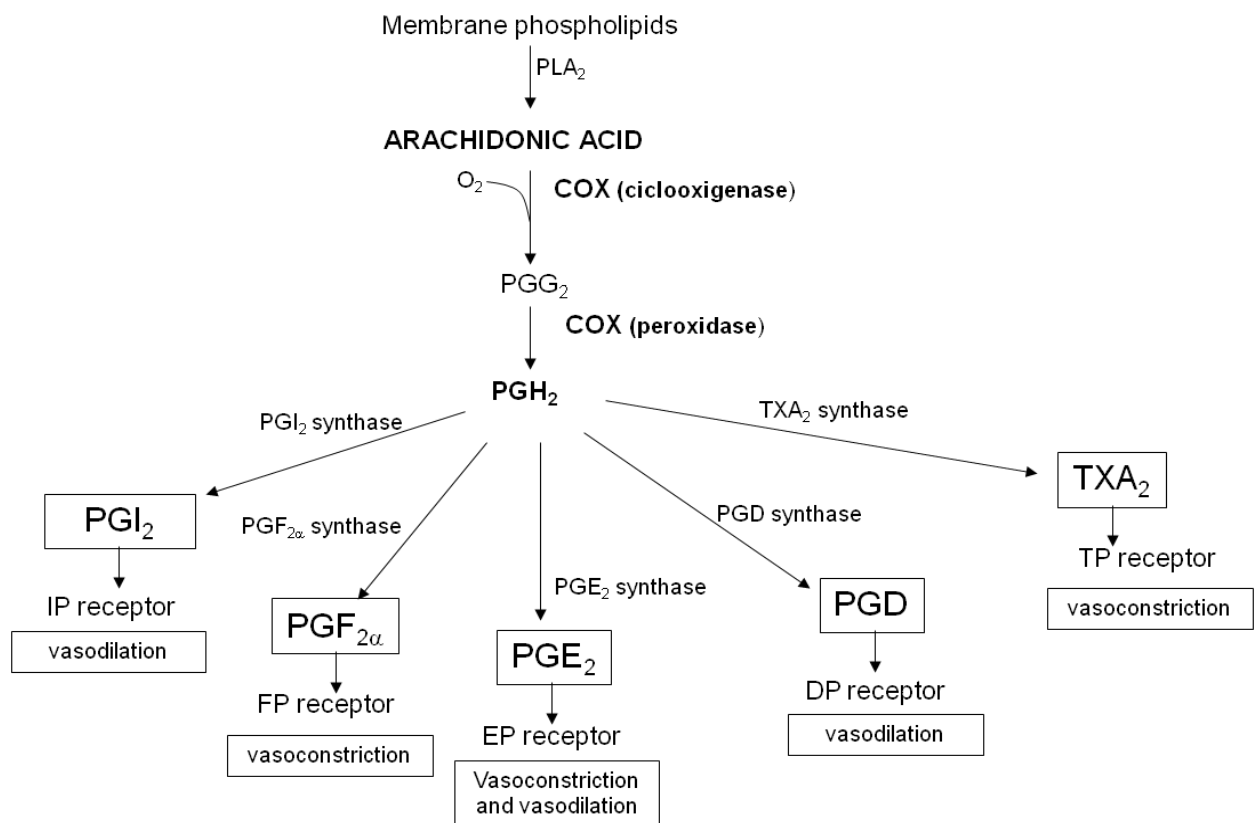 Membrane phospholipids
PLA₂
ARACHIDONIC ACID
O₂
COX (ciclooxigenase)
PGG₂
COX (peroxidase)
PGH₂
PGI₂ synthase
TXA₂ synthase
PGF₂α synthase
PGD synthase
PGE₂ synthase
PGI₂
IP receptor
vasodilation
PGF₂α
FP receptor
vasoconstriction
PGE₂
EP receptor
Vasoconstriction
and vasodilation
PGD
DP receptor
vasodilation
TXA₂
TP receptor
vasoconstriction